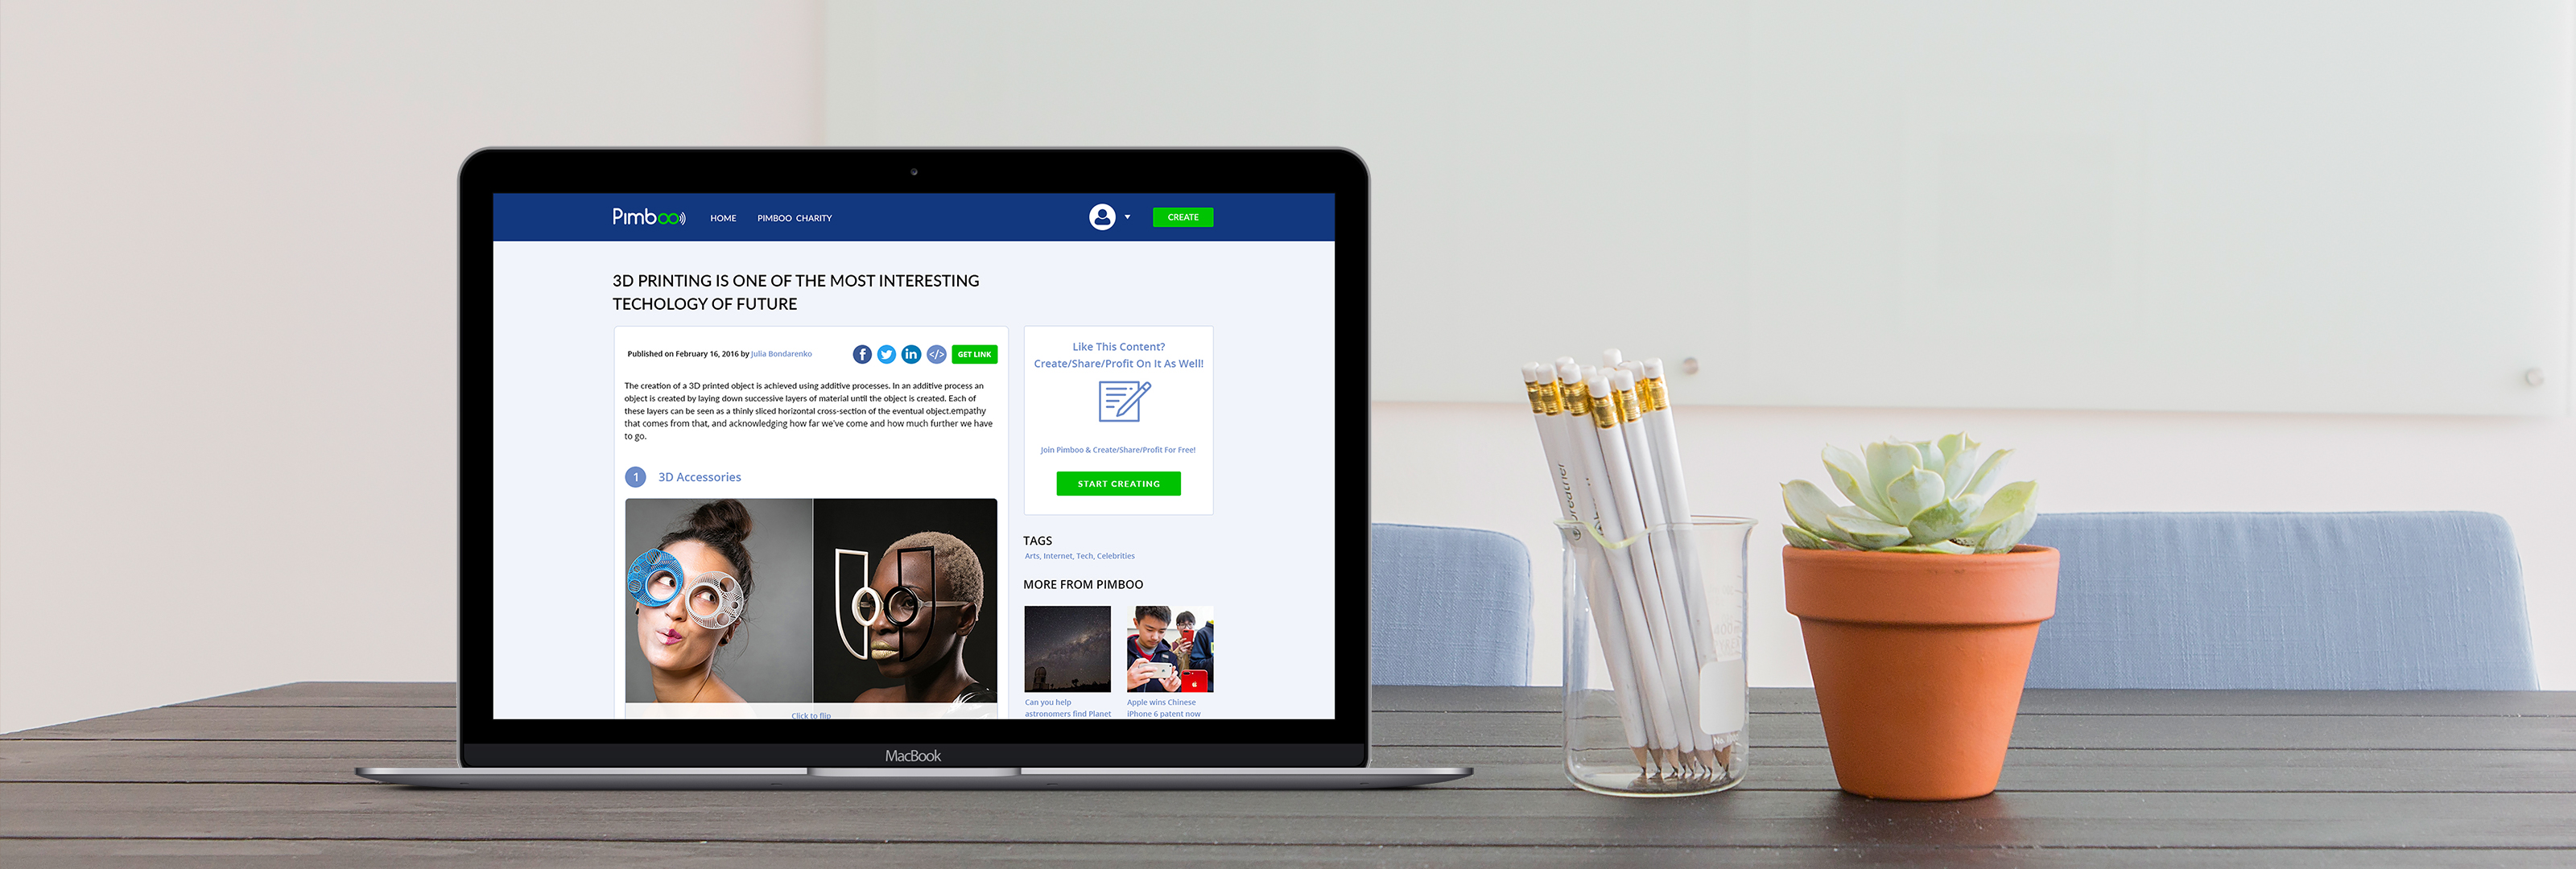 Pimboo
HOME
PIMBOO CHARITY
CREATE
3D PRINTING IS ONE OF THE MOST INTERESTING
TECHOLOGY OF FUTURE
Published on February 16, 2016 by Julia Bondarenko
GET LINK
The creation of a 3D printed object is achieved using additive processes. In an additive process an
object is created by laying down successive layers of material until the object is created. Each of
these layers can be seen as a thinly sliced horizontal cross-section of the eventual object.empathy
that comes from that, and acknowledging how far we've come and how much further we have
to go.
1 3D Accessories
Click to flip
Like This Content?
Create/Share/Profit On It As Well!
Join Pimboo & Create/Share/Profit For Free!
START CREATING
TAGS
Arts, Internet, Tech, Celebrities
MORE FROM PIMBOO
Can you help
astronomers find Planet
Apple wins Chinese
iPhone 6 patent now
MacBook
breather
No.